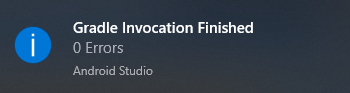 Gradle Invocation Finished
0 Errors
Android Studio